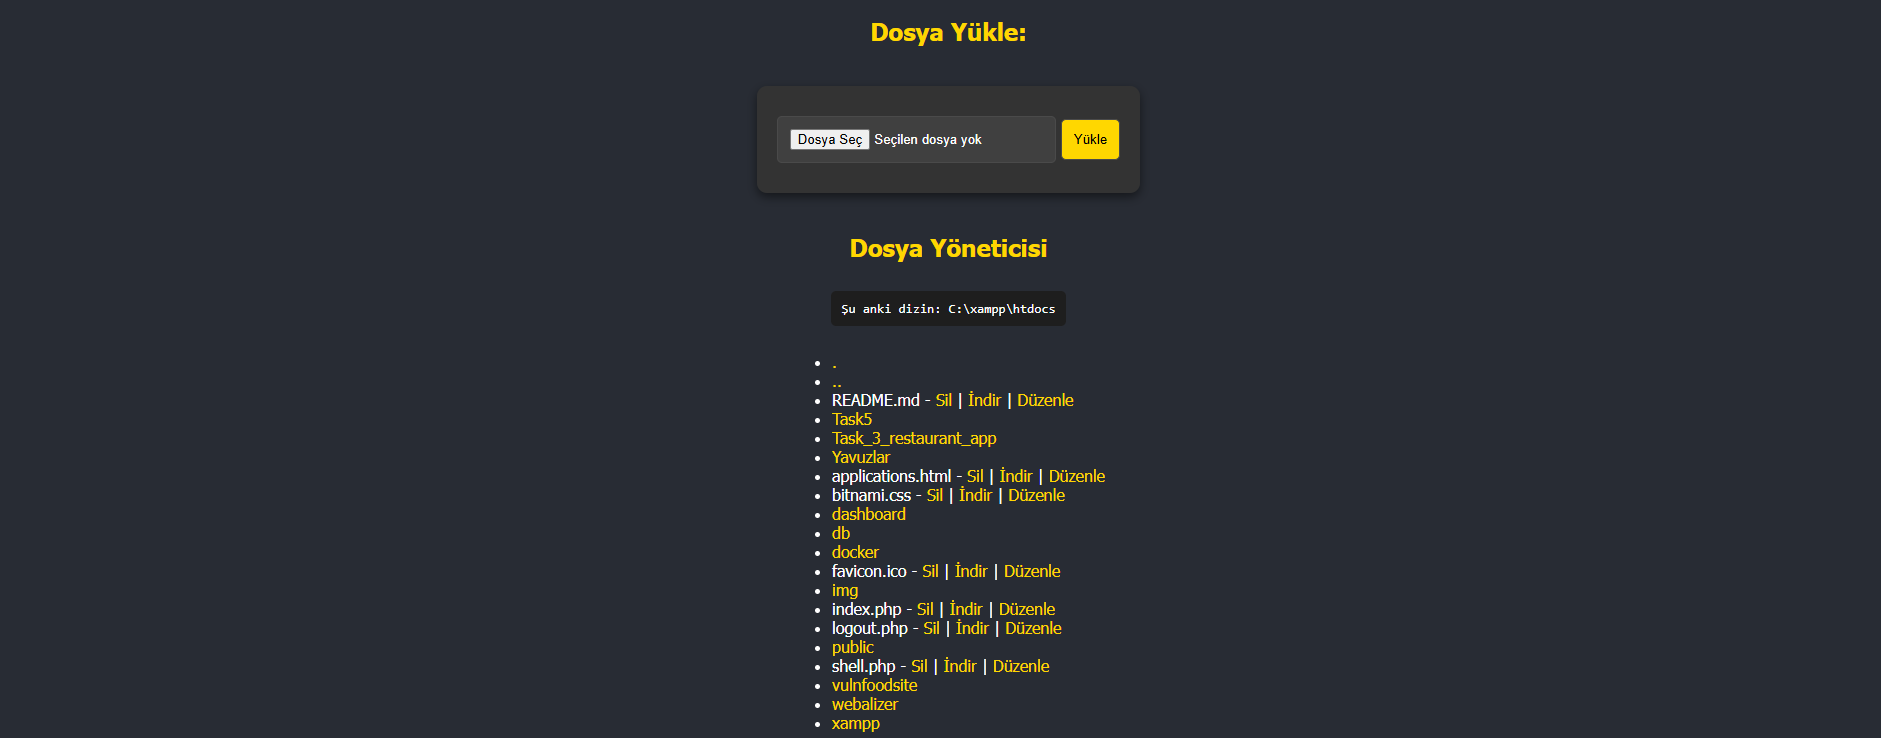 Dosya Yükle:
Dosya Seç Seçilen dosya yok Yükle
Dosya Yöneticisi
Şu anki dizin: C:\xampp\htdocs
.
..
README.md - Sil | İndir | Düzenle
Task5
Task_3_restaurant_app
Yavuzlar
applications.html - Sil | İndir | Düzenle
bitnami.css - Sil | İndir | Düzenle
dashboard
db
docker
favicon.ico - Sil | İndir | Düzenle
img
index.php - Sil | İndir | Düzenle
logout.php - Sil | İndir | Düzenle
public
shell.php - Sil | İndir | Düzenle
vulnfoodsite
webalizer
xampp